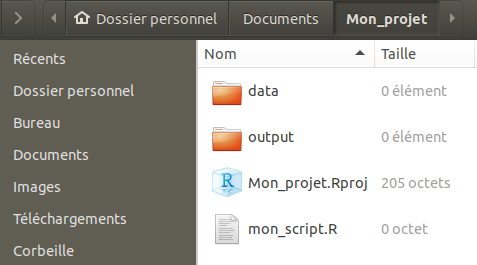 Dossier personnel Documents Mon_projet
Récents
Dossier personnel
Bureau
Documents
Images
Téléchargements
Corbeille
Nom Taille
data 0 élément
output 0 élément
R Mon_projet.Rproj 205 octets
mon_script.R 0 octet